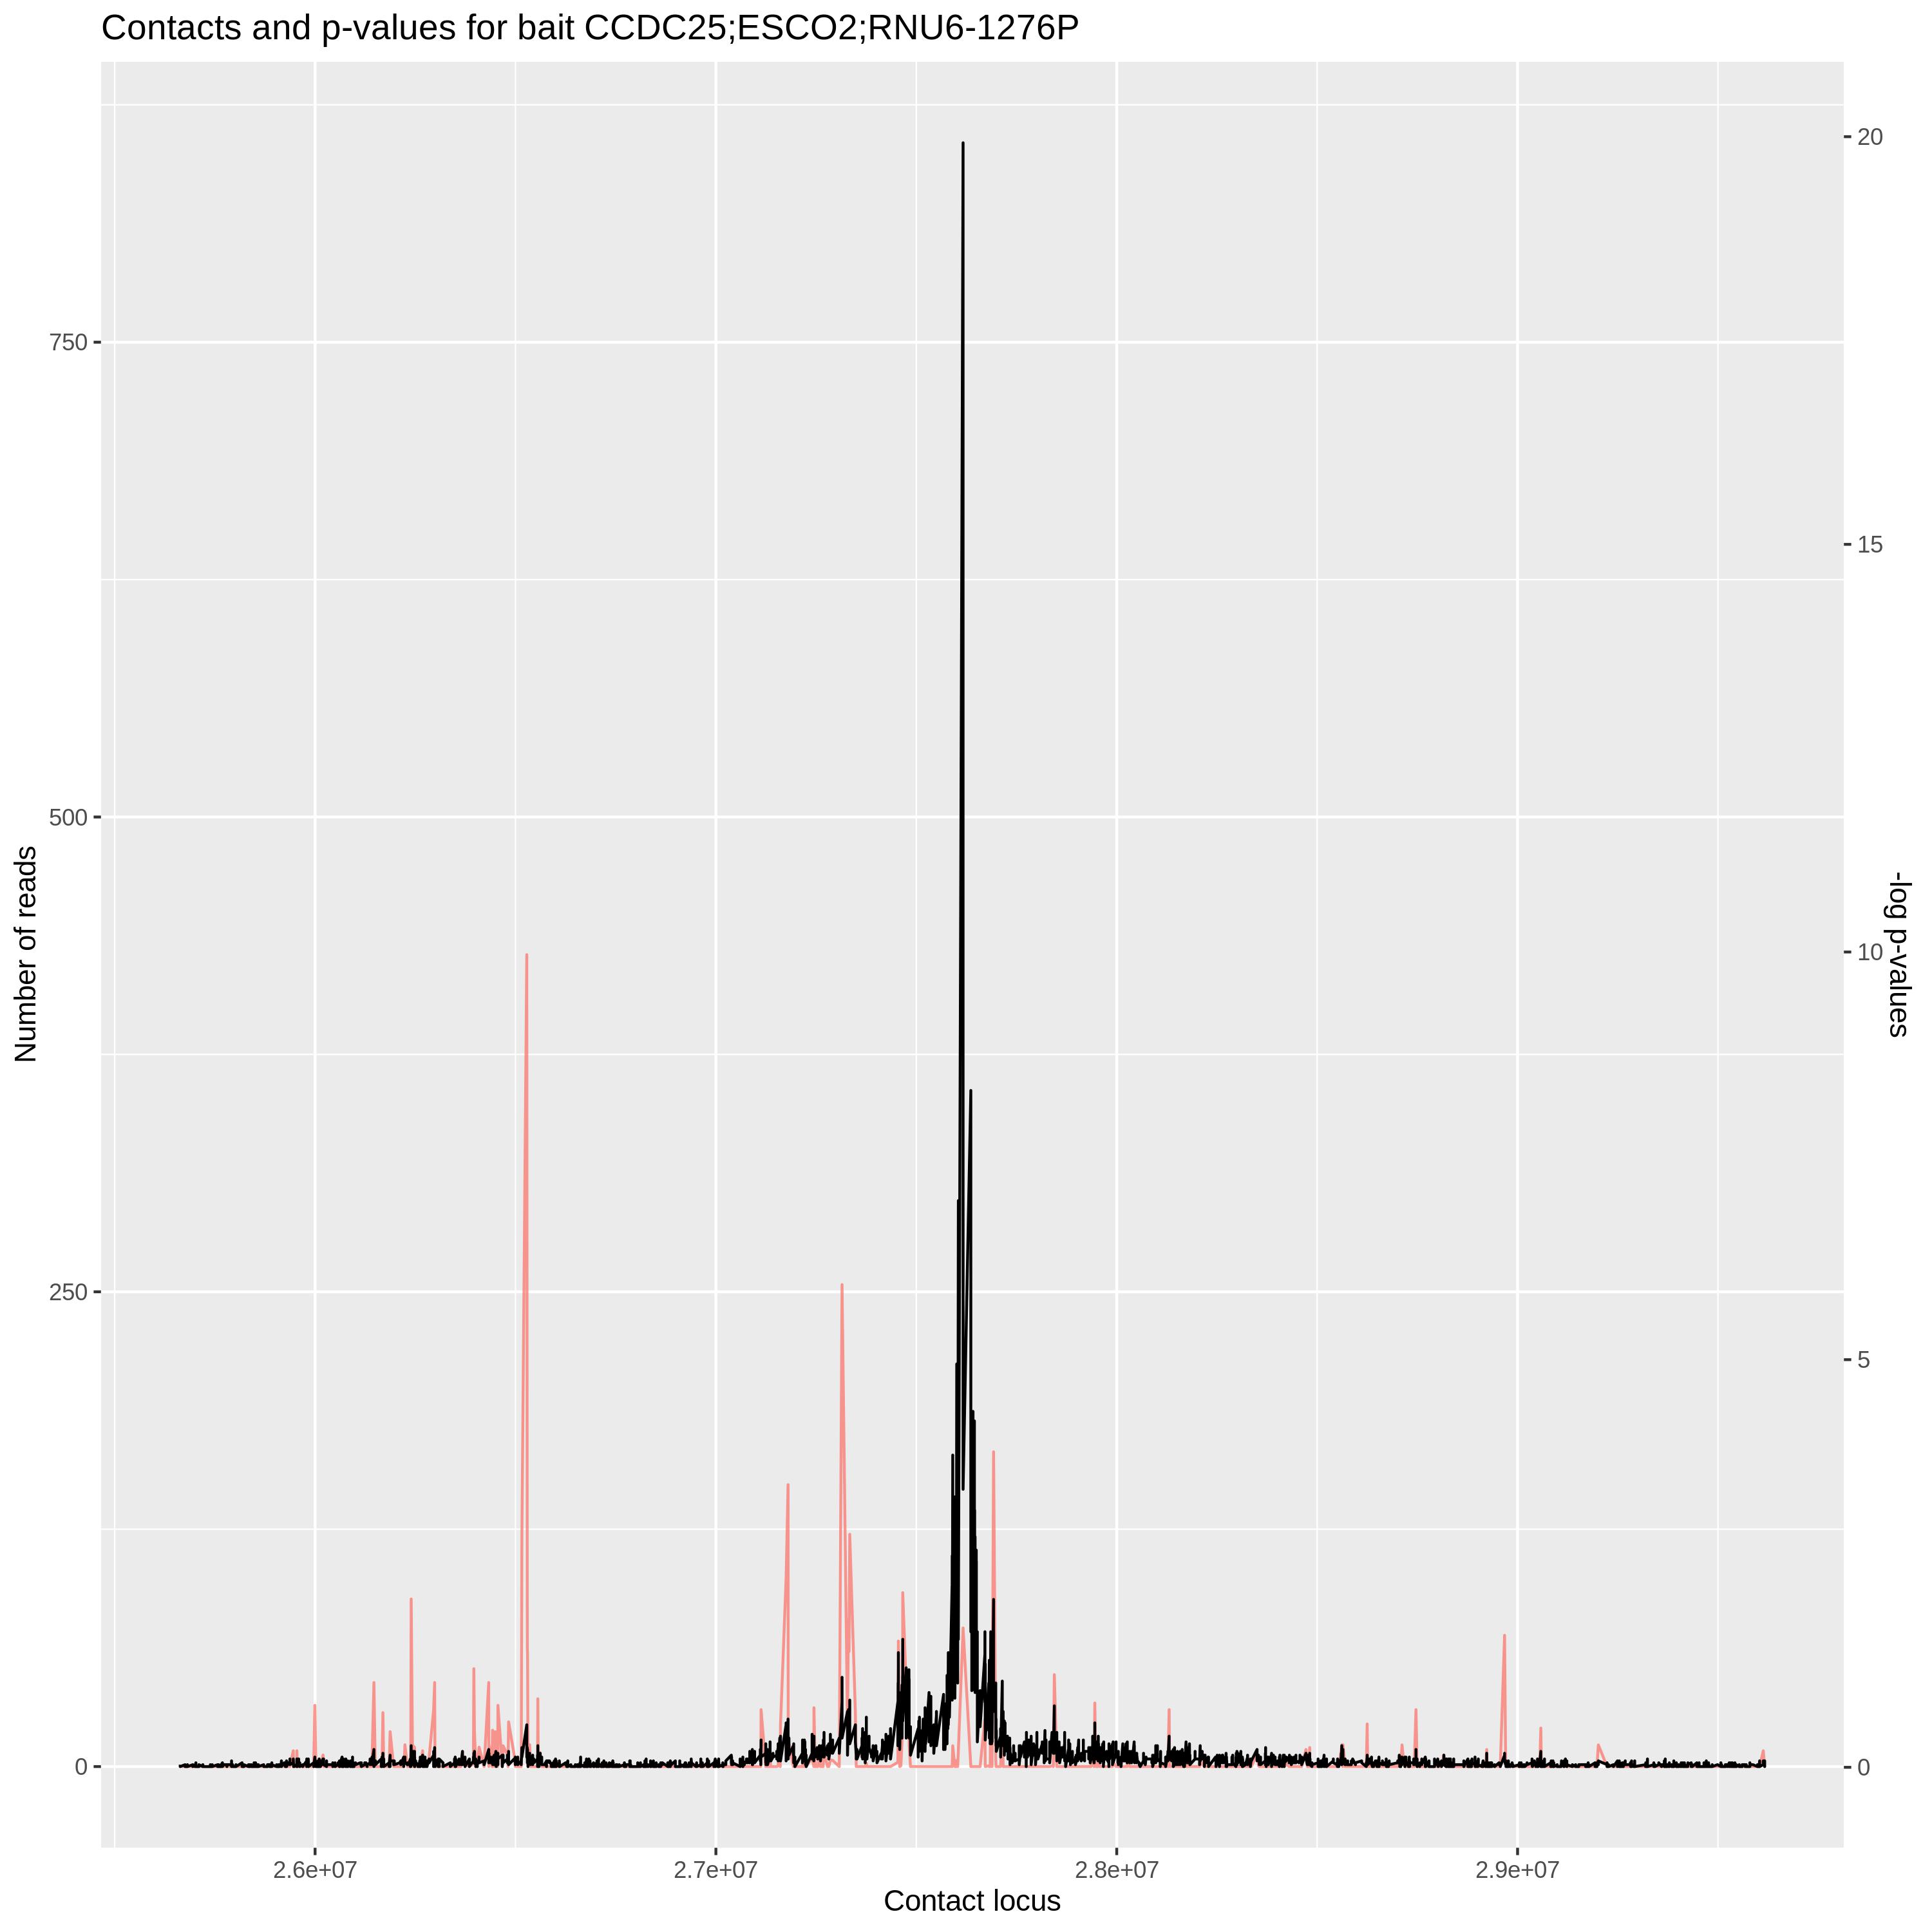 Contacts and p-values for bait CCDC25;ESCO2;RNU6-1276P
750
500
250
0
Number of reads
20
15
10
5
0
-log p-values
2.6e+07
2.7e+07
2.8e+07
2.9e+07
Contact locus